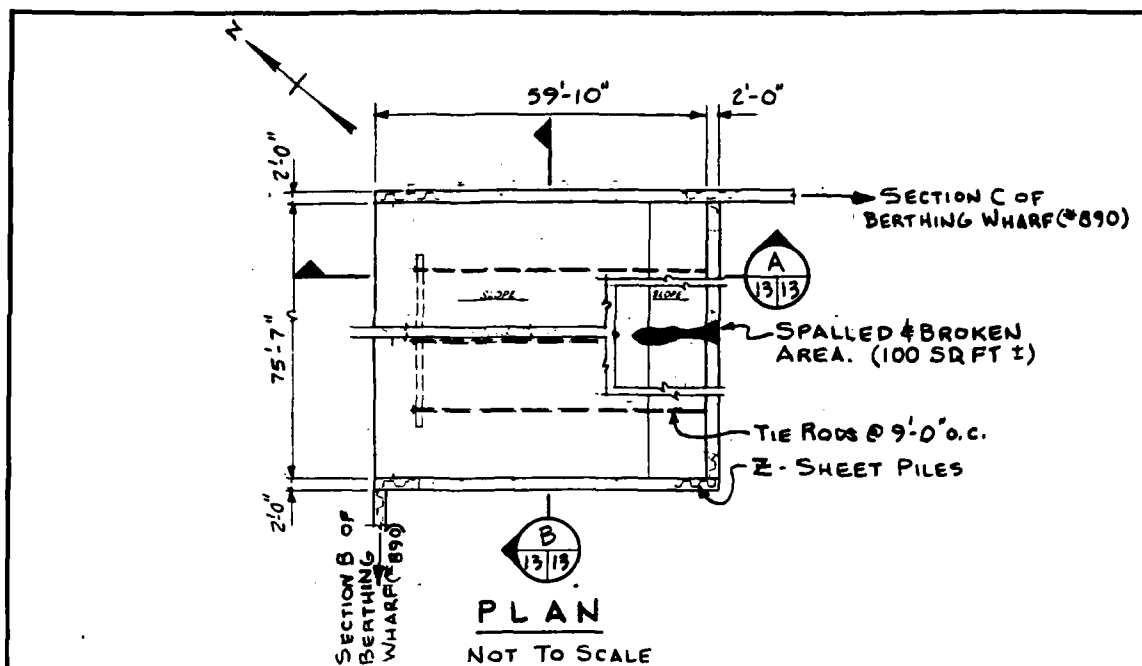 N
59'-10"
2'-0"
2'-0"
SECTION C OF
BERTHING WHARF (#890)
A
13|13
SLOPE
SLOPE
SPALLED & BROKEN
AREA. (100 SQ FT ±)
75'-7"
TIE RODS @ 9'-0" O.C.
Z - SHEET PILES
2'-0"
B
13|13
SECTION B OF
BERTHING
WHARF (#890)
PLAN
NOT TO SCALE